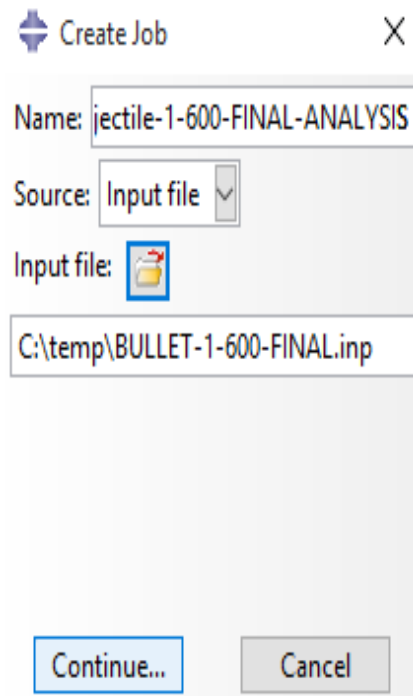 Create Job
Name: jectile-1-600-FINAL-ANALYSIS
Source: Input file
Input file:
C:\temp\BULLET-1-600-FINAL.inp
Continue... Cancel